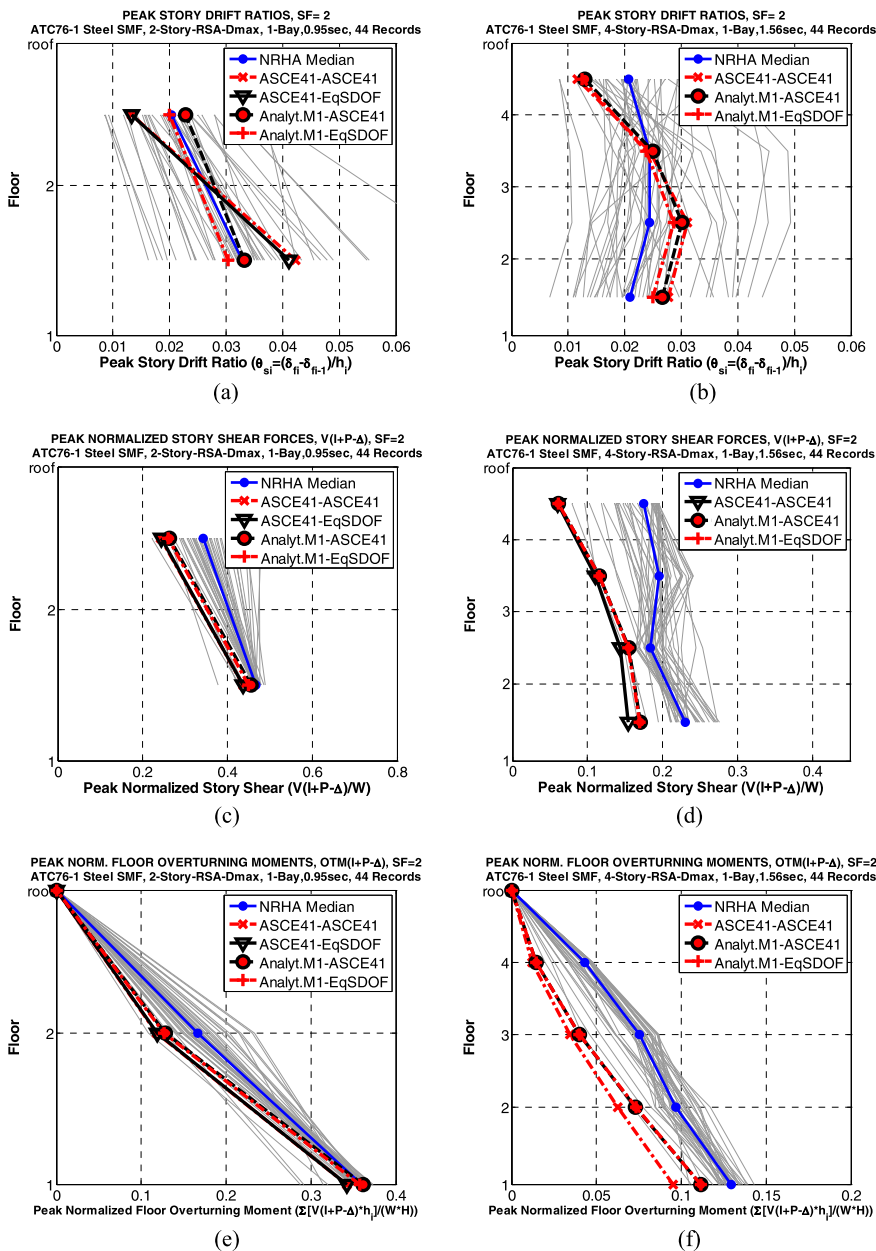 PEAK STORY DRIFT RATIOS, SF= 2
ATC76-1 Steel SMF, 2-Story-RSA-Dmax, 1-Bay,0.95sec, 44 Records
roof
NRHA Median
ASCE41-ASCE41
ASCE41-EqSDOF
Analyt.M1-ASCE41
Analyt.M1-EqSDOF
Floor
2
1
0 0.01 0.02 0.03 0.04 0.05 0.06
Peak Story Drift Ratio (θsi=(δfi-δfi-1)/hi)
(a)
PEAK STORY DRIFT RATIOS, SF= 2
ATC76-1 Steel SMF, 4-Story-RSA-Dmax, 1-Bay,1.56sec, 44 Records
roof
NRHA Median
ASCE41-ASCE41
Analyt.M1-ASCE41
Analyt.M1-EqSDOF
Floor
4
3
2
1
0 0.01 0.02 0.03 0.04 0.05 0.06
Peak Story Drift Ratio (θsi=(δfi-δfi-1)/hi)
(b)
PEAK NORMALIZED STORY SHEAR FORCES, V(I+P-Δ), SF=2
ATC76-1 Steel SMF, 2-Story-RSA-Dmax, 1-Bay,0.95sec, 44 Records
roof
NRHA Median
ASCE41-ASCE41
ASCE41-EqSDOF
Analyt.M1-ASCE41
Analyt.M1-EqSDOF
Floor
2
1
0 0.2 0.4 0.6 0.8
Peak Normalized Story Shear (V(I+P-Δ)/W)
(c)
PEAK NORMALIZED STORY SHEAR FORCES, V(I+P-Δ), SF=2
ATC76-1 Steel SMF, 4-Story-RSA-Dmax, 1-Bay,1.56sec, 44 Records
roof
NRHA Median
ASCE41-ASCE41
Analyt.M1-ASCE41
Analyt.M1-EqSDOF
Floor
4
3
2
1
0 0.1 0.2 0.3 0.4
Peak Normalized Story Shear (V(I+P-Δ)/W)
(d)
PEAK NORM. FLOOR OVERTURNING MOMENTS, OTM(I+P-Δ), SF=2
ATC76-1 Steel SMF, 2-Story-RSA-Dmax, 1-Bay,0.95sec, 44 Records
roof
NRHA Median
ASCE41-ASCE41
ASCE41-EqSDOF
Analyt.M1-ASCE41
Analyt.M1-EqSDOF
Floor
2
1
0 0.1 0.2 0.3 0.4
Peak Normalized Floor Overturning Moment (Σ[V(I+P-Δ)*hi]/(W*H))
(e)
PEAK NORM. FLOOR OVERTURNING MOMENTS, OTM(I+P-Δ), SF=2
ATC76-1 Steel SMF, 4-Story-RSA-Dmax, 1-Bay,1.56sec, 44 Records
roof
NRHA Median
ASCE41-ASCE41
Analyt.M1-ASCE41
Analyt.M1-EqSDOF
Floor
4
3
2
1
0 0.05 0.1 0.15 0.2
Peak Normalized Floor Overturning Moment (Σ[V(I+P-Δ)*hi]/(W*H))
(f)